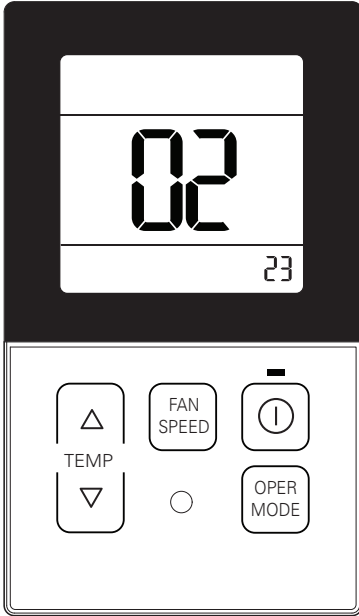 02
23
FAN
SPEED
TEMP
OPER
MODE